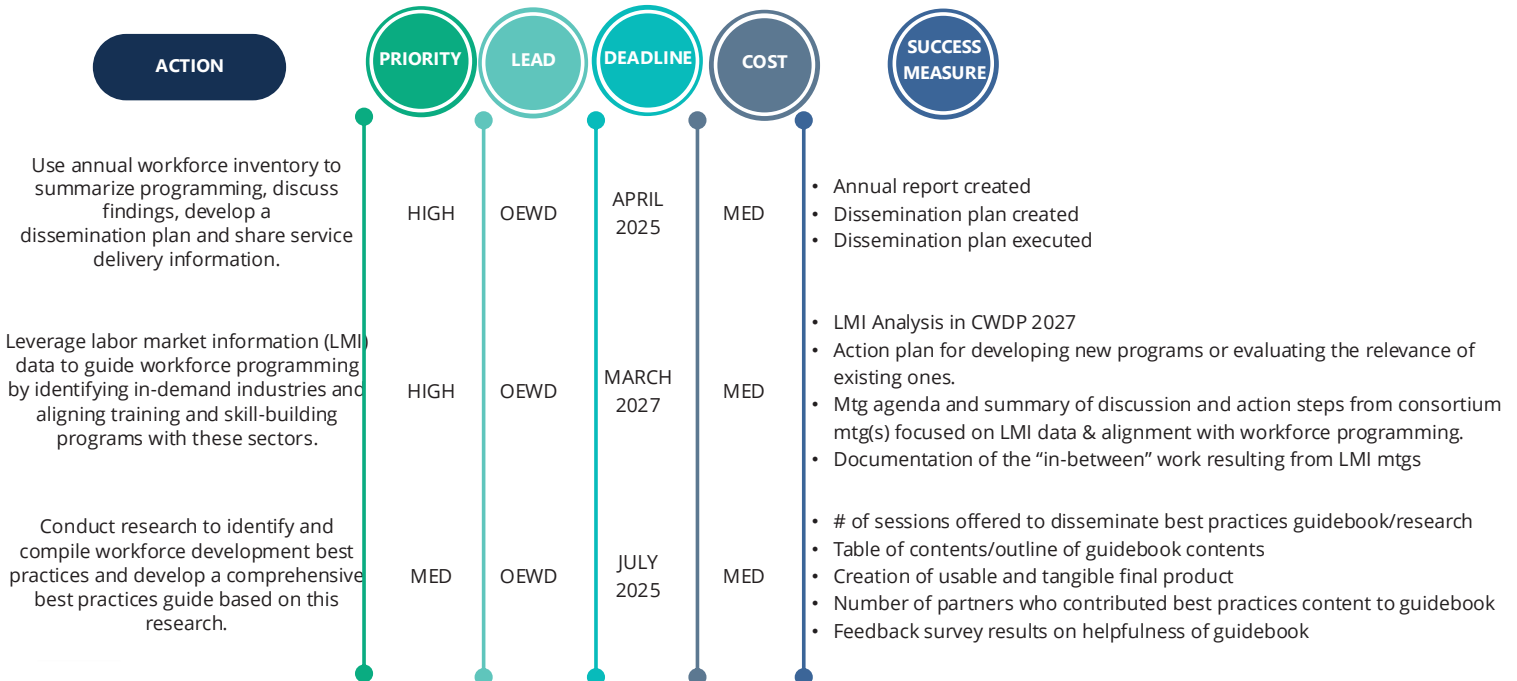 ACTION
PRIORITY
LEAD
DEADLINE
COST
SUCCESS
MEASURE
Use annual workforce inventory to
summarize programming, discuss
findings, develop a
dissemination plan and share service
delivery information.
HIGH
OEWD
APRIL
2025
MED
• Annual report created
• Dissemination plan created
• Dissemination plan executed
Leverage labor market information (LMI)
data to guide workforce programming
by identifying in-demand industries and
aligning training and skill-building
programs with these sectors.
HIGH
OEWD
MARCH
2027
MED
• LMI Analysis in CWDP 2027
• Action plan for developing new programs or evaluating the relevance of
existing ones.
• Mtg agenda and summary of discussion and action steps from consortium
mtg(s) focused on LMI data & alignment with workforce programming.
• Documentation of the “in-between” work resulting from LMI mtgs
Conduct research to identify and
compile workforce development best
practices and develop a comprehensive
best practices guide based on this
research.
MED
OEWD
JULY
2025
MED
• # of sessions offered to disseminate best practices guidebook/research
• Table of contents/outline of guidebook contents
• Creation of usable and tangible final product
• Number of partners who contributed best practices content to guidebook
• Feedback survey results on helpfulness of guidebook